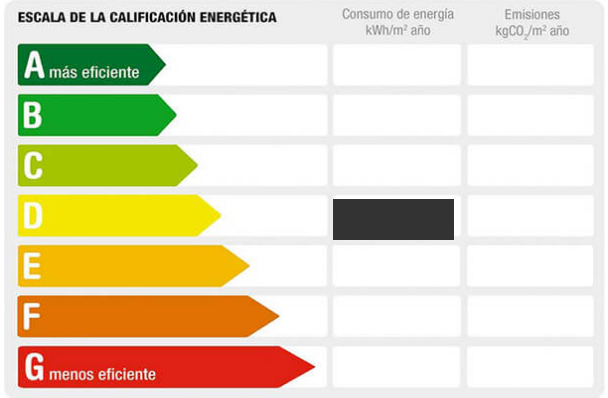 ESCALA DE LA CALIFICACIÓN ENERGÉTICA
Consumo de energía
kWh/m² año
Emisiones
kgCO₂/m² año
A más eficiente
B
C
D
E
F
G menos eficiente